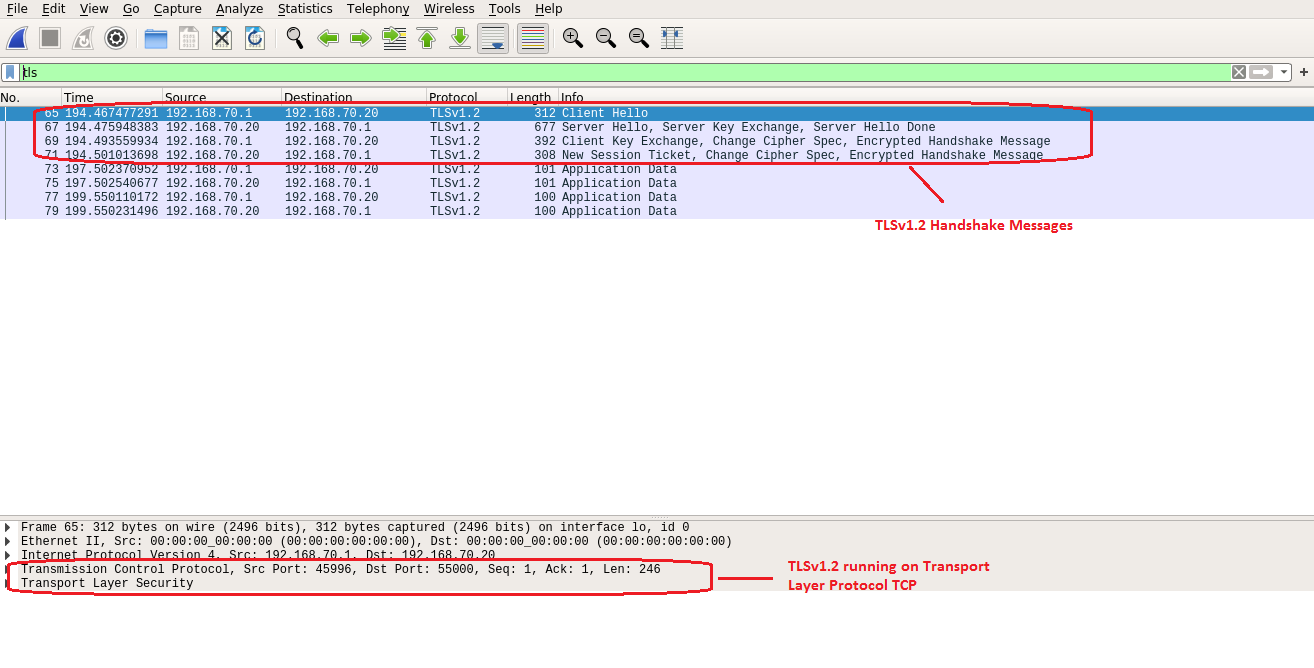 File Edit View Go Capture Analyze Statistics Telephony Wireless Tools Help
tls
No. Time Source Destination Protocol Length Info
65 194.467477291 192.168.70.1 192.168.70.20 TLSv1.2 312 Client Hello
67 194.475948383 192.168.70.20 192.168.70.1 TLSv1.2 677 Server Hello, Server Key Exchange, Server Hello Done
69 194.493559934 192.168.70.1 192.168.70.20 TLSv1.2 392 Client Key Exchange, Change Cipher Spec, Encrypted Handshake Message
71 194.501013698 192.168.70.20 192.168.70.1 TLSv1.2 308 New Session Ticket, Change Cipher Spec, Encrypted Handshake Message
73 197.502370952 192.168.70.1 192.168.70.20 TLSv1.2 101 Application Data
75 197.502540677 192.168.70.20 192.168.70.1 TLSv1.2 101 Application Data
77 199.550110172 192.168.70.1 192.168.70.20 TLSv1.2 100 Application Data
79 199.550231496 192.168.70.20 192.168.70.1 TLSv1.2 100 Application Data
TLSv1.2 Handshake Messages
Frame 65: 312 bytes on wire (2496 bits), 312 bytes captured (2496 bits) on interface lo, id 0
Ethernet II, Src: 00:00:00_00:00:00 (00:00:00:00:00:00), Dst: 00:00:00_00:00:00 (00:00:00:00:00:00)
Internet Protocol Version 4, Src: 192.168.70.1, Dst: 192.168.70.20
Transmission Control Protocol, Src Port: 45996, Dst Port: 55000, Seq: 1, Ack: 1, Len: 246
Transport Layer Security
TLSv1.2 running on Transport
Layer Protocol TCP